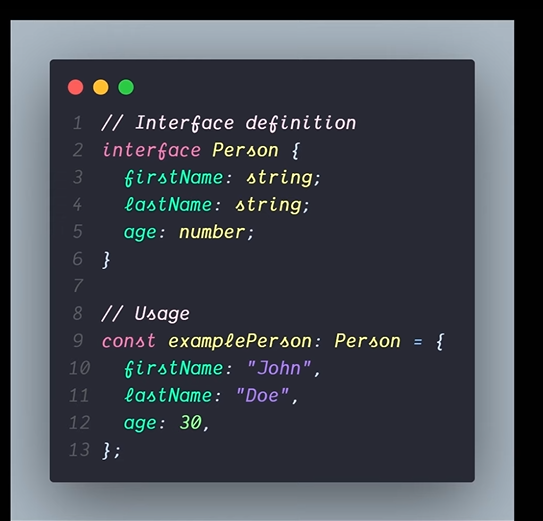 1 // Interface definition
2 interface Person {
3   firstName: string;
4   lastName: string;
5   age: number;
6 }
7
8 // Usage
9 const examplePerson: Person = {
10   firstName: "John",
11   lastName: "Doe",
12   age: 30,
13 };